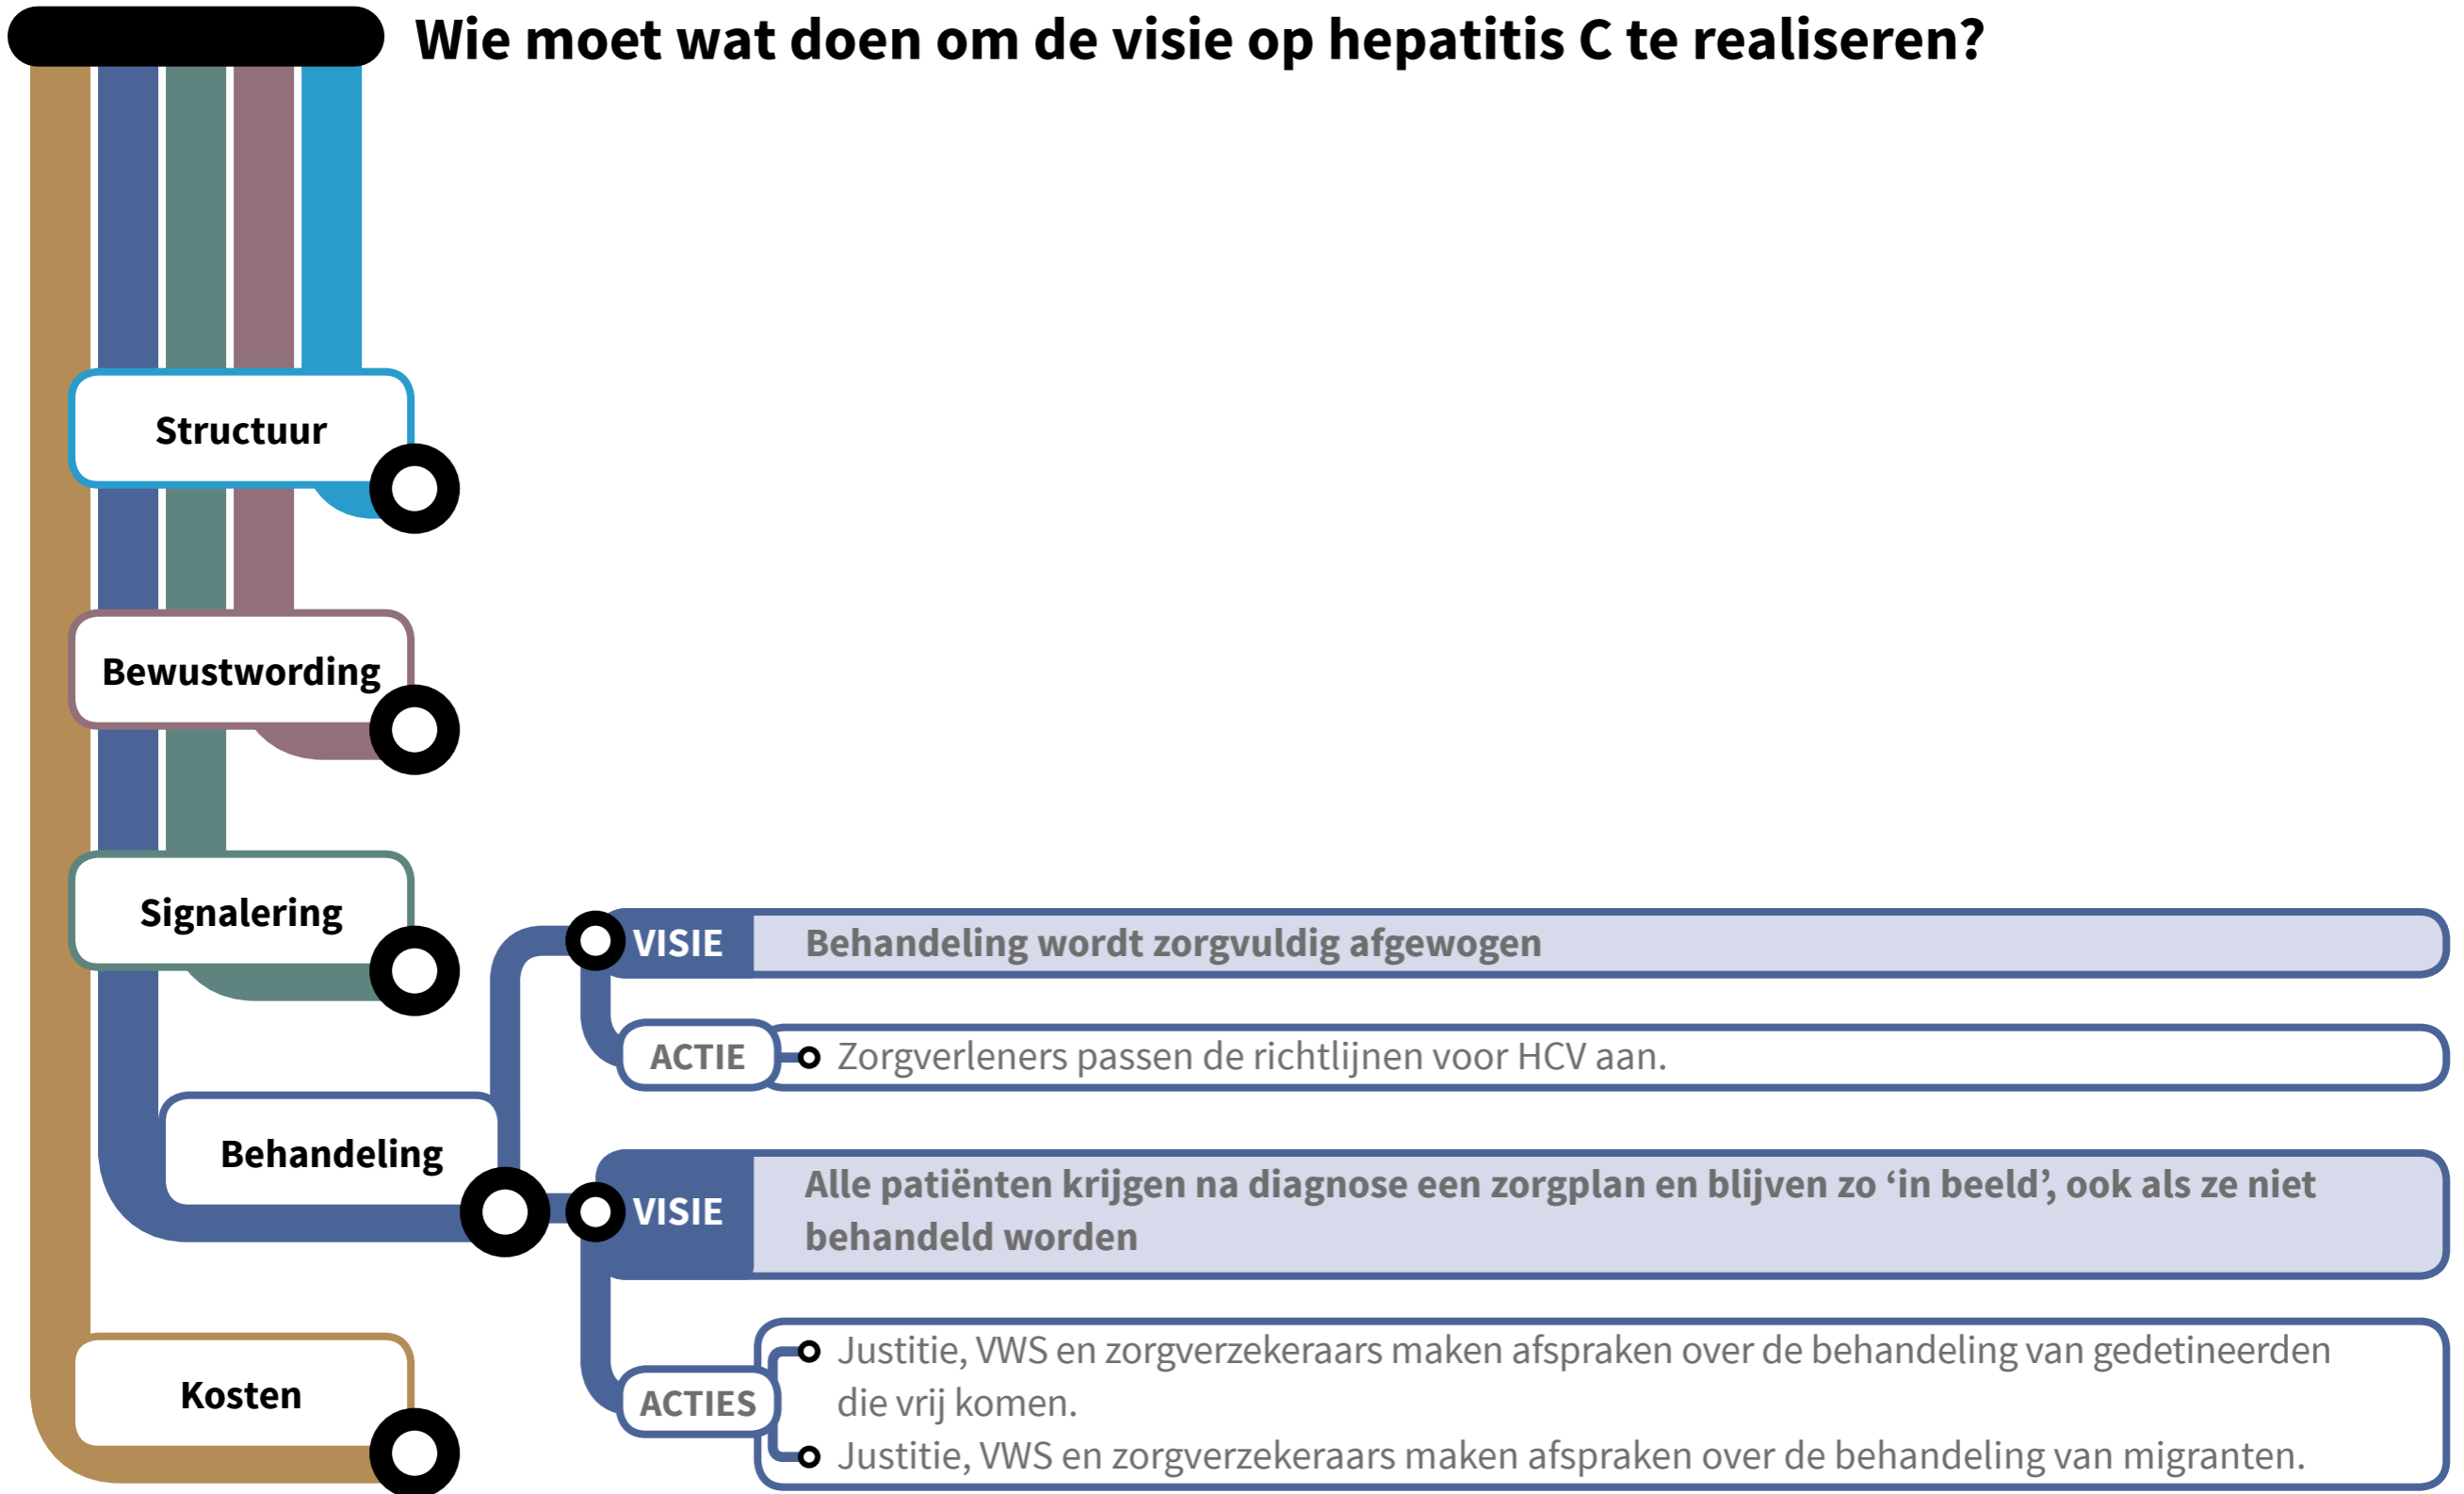 Wie moet wat doen om de visie op hepatitis C te realiseren?
Structuur
Bewustwording
Signalering
VISIE
Behandeling wordt zorgvuldig afgewogen
ACTIE
Zorgverleners passen de richtlijnen voor HCV aan.
Behandeling
VISIE
Alle patiënten krijgen na diagnose een zorgplan en blijven zo ‘in beeld’, ook als ze niet
behandeld worden
Kosten
ACTIES
Justitie, VWS en zorgverzekeraars maken afspraken over de behandeling van gedetineerden
die vrij komen.
Justitie, VWS en zorgverzekeraars maken afspraken over de behandeling van migranten.